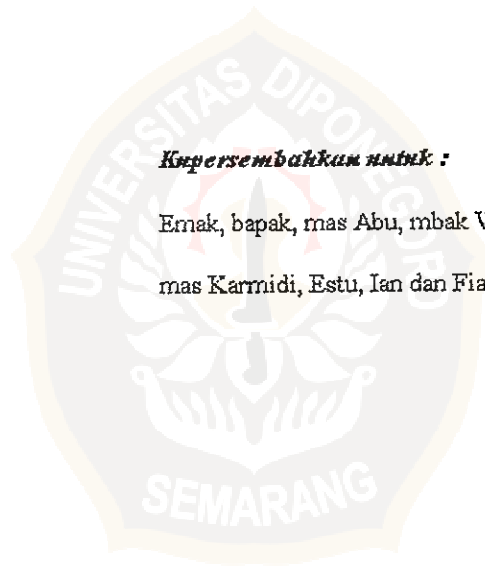 UNIVERSITAS DIPONEGORO
SEMARANG
Kupersembahkan untuk :
Emak, bapak, mas Abu, mbak
mas Karmidi, Estu, Ian dan Fia